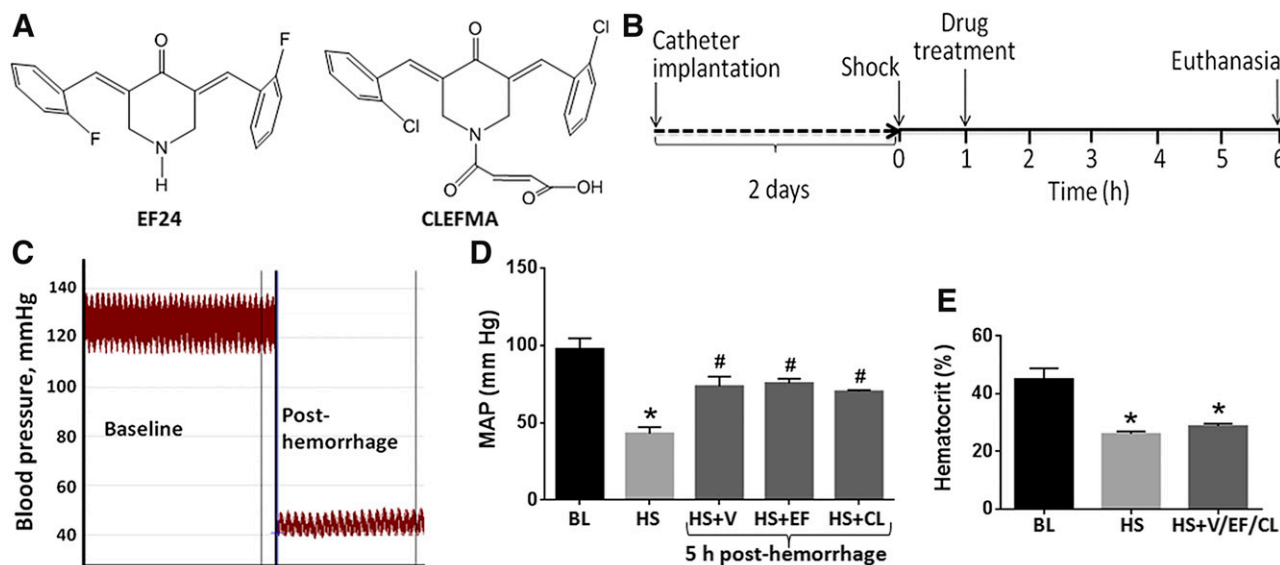 A
O
F
F
N
H
EF24
O
Cl
Cl
N
O
O
OH
CLEFMA
B
Catheter
implantation
Shock
Drug
treatment
Euthanasia
0 1 2 3 4 5 6
2 days
Time (h)
C
Blood pressure, mmHg
140
120
100
80
60
40
Baseline
Post-
hemorrhage
D
MAP (mm Hg)
150
100
50
0
*
#
#
#
BL HS HS+V HS+EF HS+CL
5 h post-hemorrhage
E
Hematocrit (%)
60
40
20
0
*
*
BL HS HS+V/EF/CL